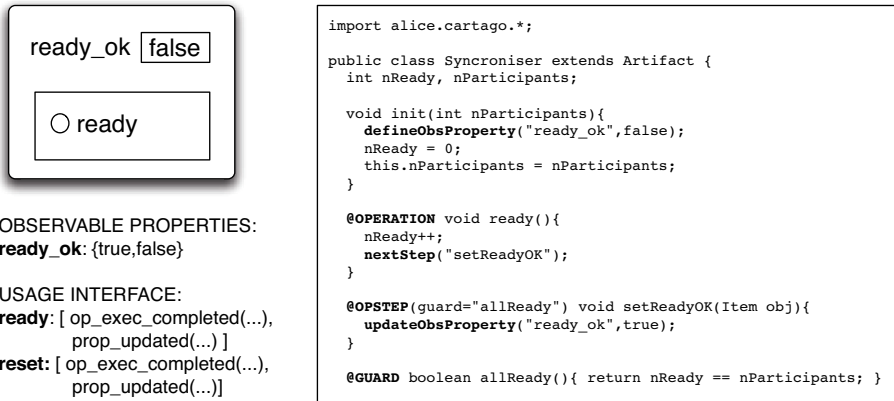 ready_ok false
ready
OBSERVABLE PROPERTIES:
ready_ok: {true,false}
USAGE INTERFACE:
ready: [ op_exec_completed(...),
prop_updated(...) ]
reset: [ op_exec_completed(...),
prop_updated(...)]
import alice.cartago.*;
public class Syncroniser extends Artifact {
int nReady, nParticipants;
void init(int nParticipants){
defineObsProperty("ready_ok",false);
nReady = 0;
this.nParticipants = nParticipants;
}
@OPERATION void ready(){
nReady++;
nextStep("setReadyOK");
}
@OPSTEP(guard="allReady") void setReadyOK(Item obj){
updateObsProperty("ready_ok",true);
}
@GUARD boolean allReady(){ return nReady == nParticipants; }